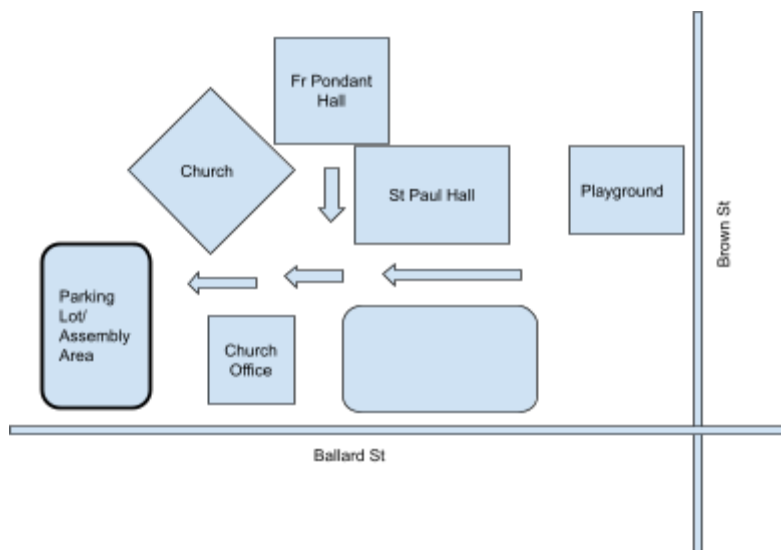 Fr Pondant
Hall
Church
St Paul Hall
Playground
Brown St
Parking
Lot/
Assembly
Area
Church
Office
Ballard St